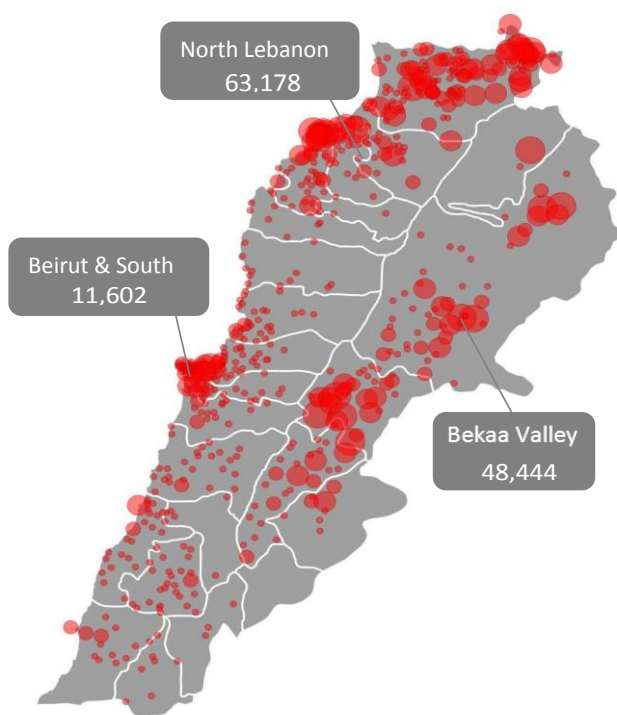 North Lebanon
63,178
Beirut & South
11,602
Bekaa Valley
48,444